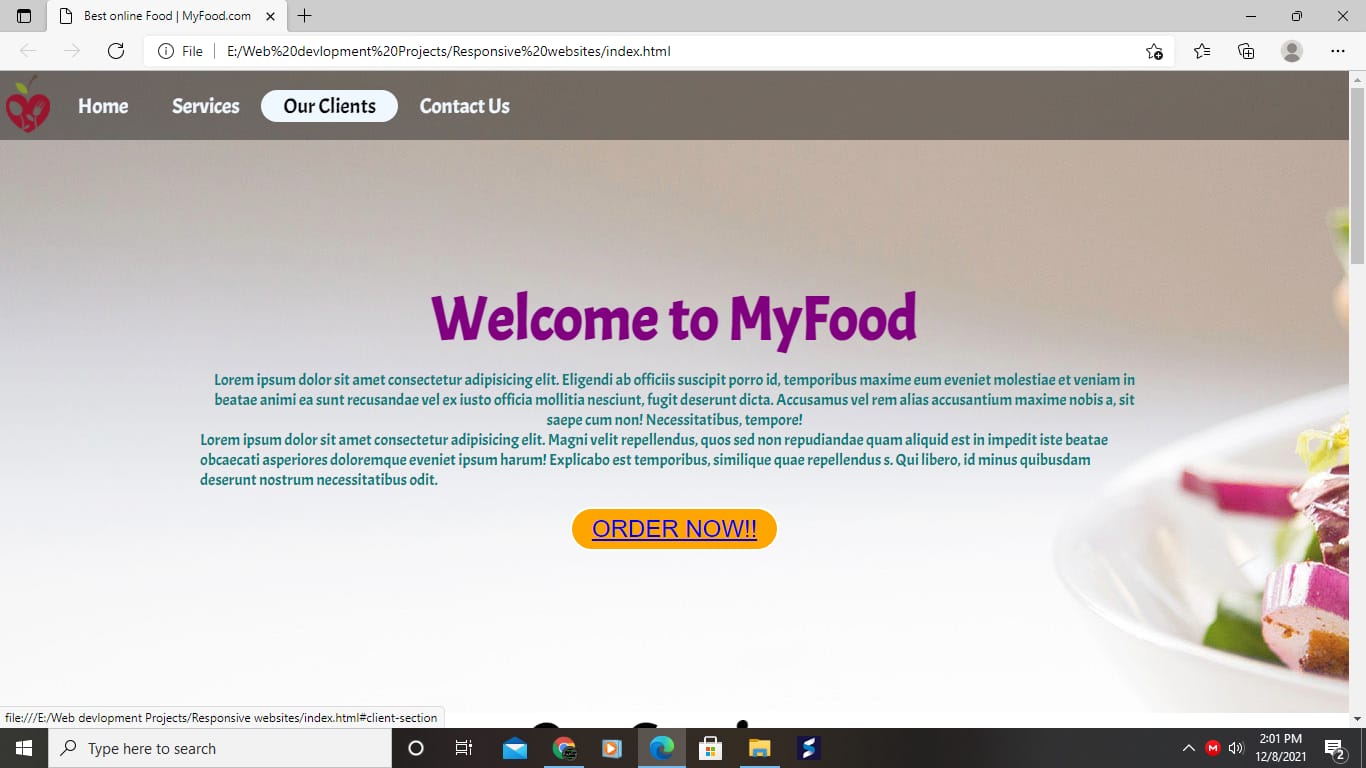 Best online Food | MyFood.com
File
E:/Web%20devlopment%20Projects/Responsive%20websites/index.html
Home
Services
Our Clients
Contact Us
Welcome to MyFood
Lorem ipsum dolor sit amet consectetur adipisicing elit. Eligendi ab officiis suscipit porro id, temporibus maxime eum eveniet molestiae et veniam in
beatae animi ea sunt recusandae vel ex iusto officia mollitia nesciunt, fugit deserunt dicta. Accusamus vel rem alias accusantium maxime nobis a, sit
saepe cum non! Necessitatibus, tempore!
Lorem ipsum dolor sit amet consectetur adipisicing elit. Magni velit repellendus, quos sed non repudiandae quam aliquid est in impedit iste beatae
obcaecati asperiores doloremque eveniet ipsum harum! Explicabo est temporibus, similique quae repellendus s. Qui libero, id minus quibusdam
deserunt nostrum necessitatibus odit.
ORDER NOW!!
file:///E:/Web devlopment Projects/Responsive websites/index.html#client-section
Type here to search
2:01 PM
12/8/2021
2